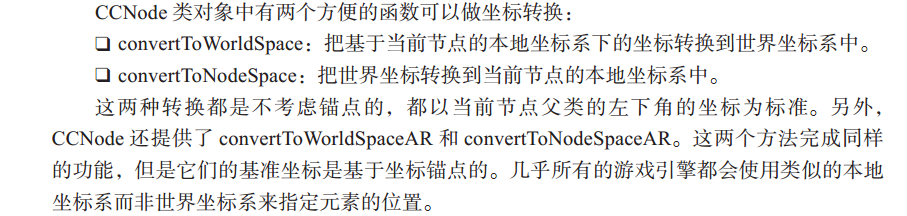 CCNode 类对象中有两个方便的函数可以做坐标转换：
❏ convertToWorldSpace：把基于当前节点的本地坐标系下的坐标转换到世界坐标系中。
❏ convertToNodeSpace：把世界坐标转换到当前节点的本地坐标系中。
这两种转换都是不考虑锚点的，都以当前节点父类的左下角的坐标为标准。另外，
CCNode 还提供了 convertToWorldSpaceAR 和 convertToNodeSpaceAR。这两个方法完成同样
的功能，但是它们的基准坐标是基于坐标锚点的。几乎所有的游戏引擎都会使用类似的本地
坐标系而非世界坐标系来指定元素的位置。